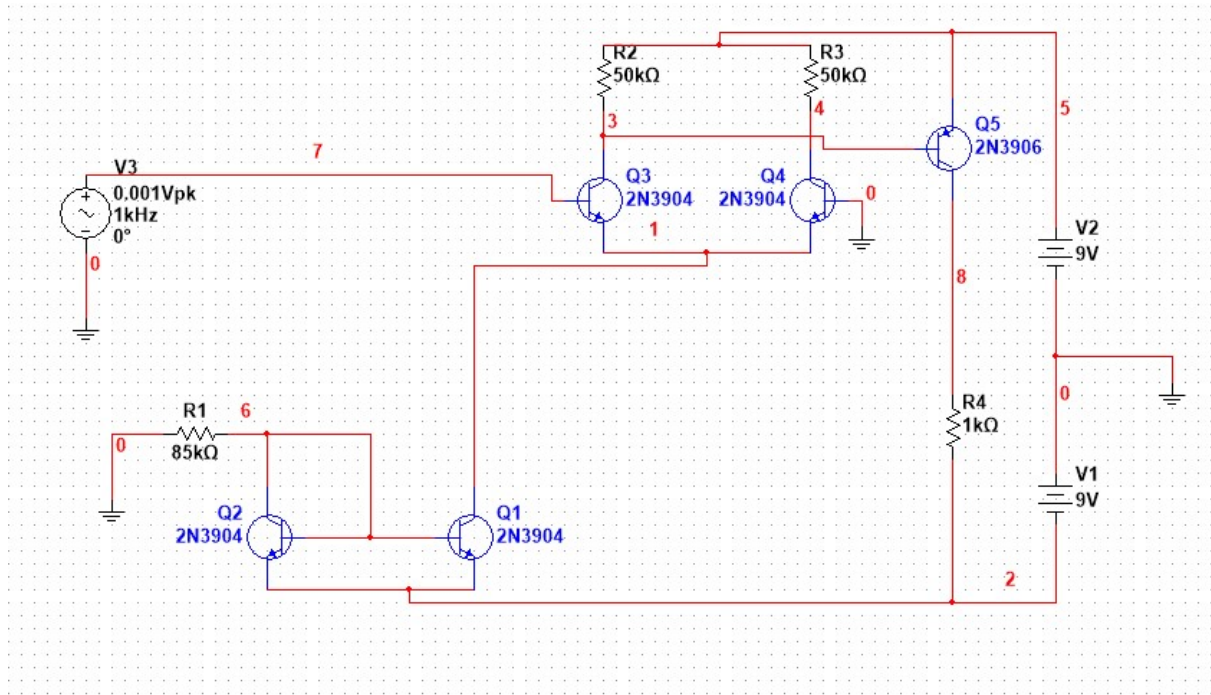 R2
50kΩ
R3
50kΩ
3
4
5
Q5
2N3906
7
V3
0.001Vpk
1kHz
0°
0
Q3
2N3904
Q4
2N3904
0
1
V2
9V
8
R1
85kΩ
6
0
R4
1kΩ
0
V1
9V
Q2
2N3904
Q1
2N3904
2